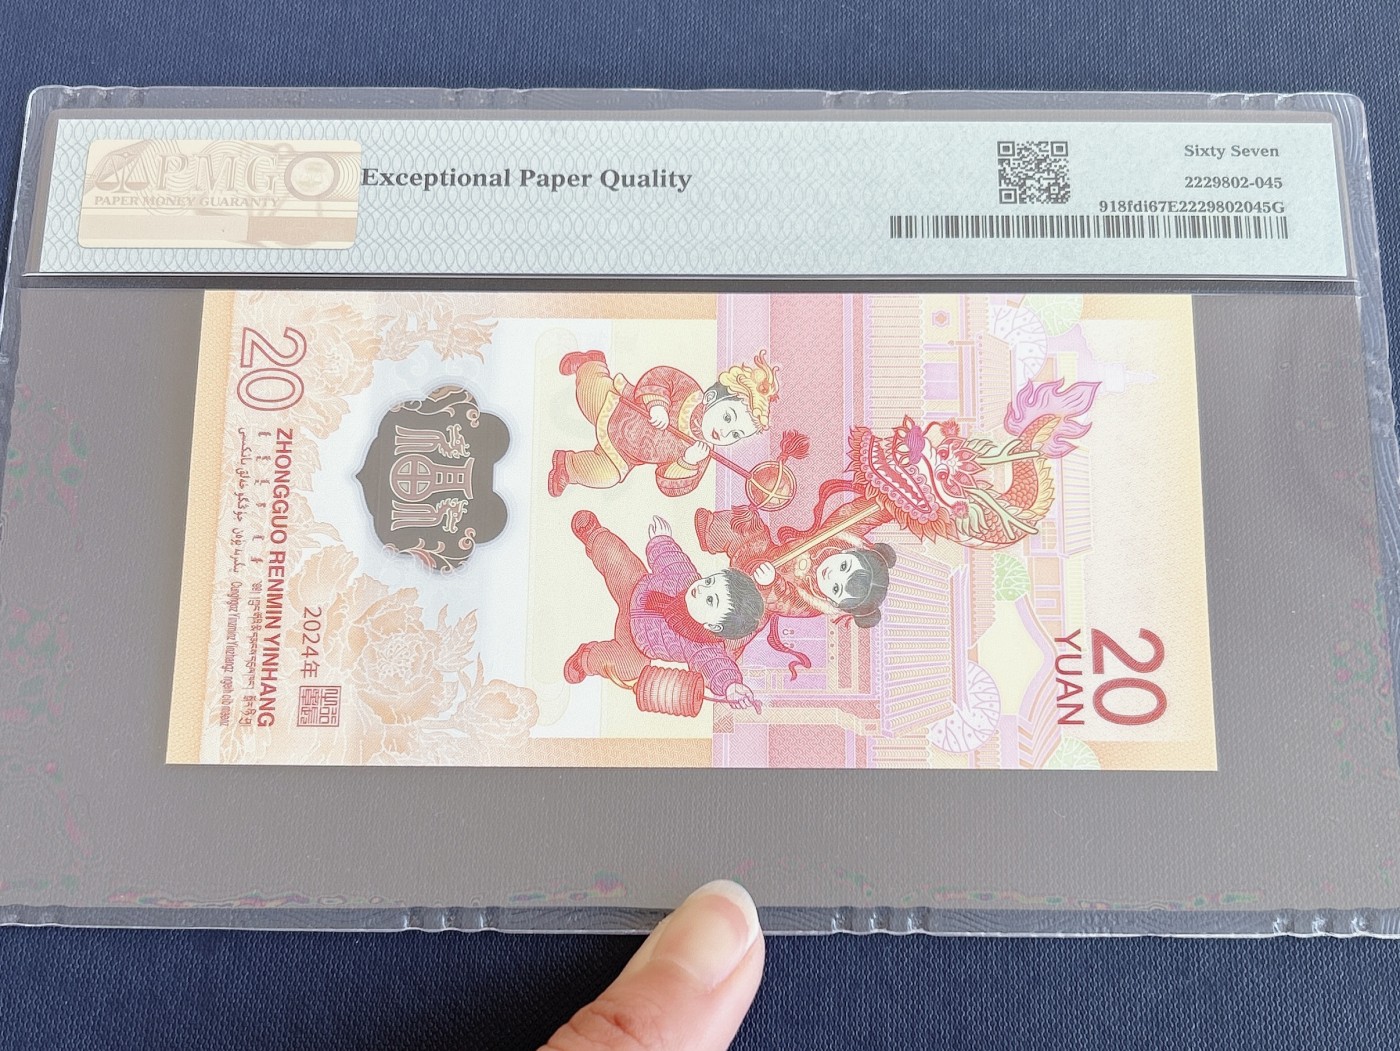 PMG
PAPER MONEY GUARANTY
Exceptional Paper Quality
Sixty Seven
2229802-045
918fdi67E2229802045G
20
ZHONGGUO RENMIN YINHANG
2024年
20
YUAN